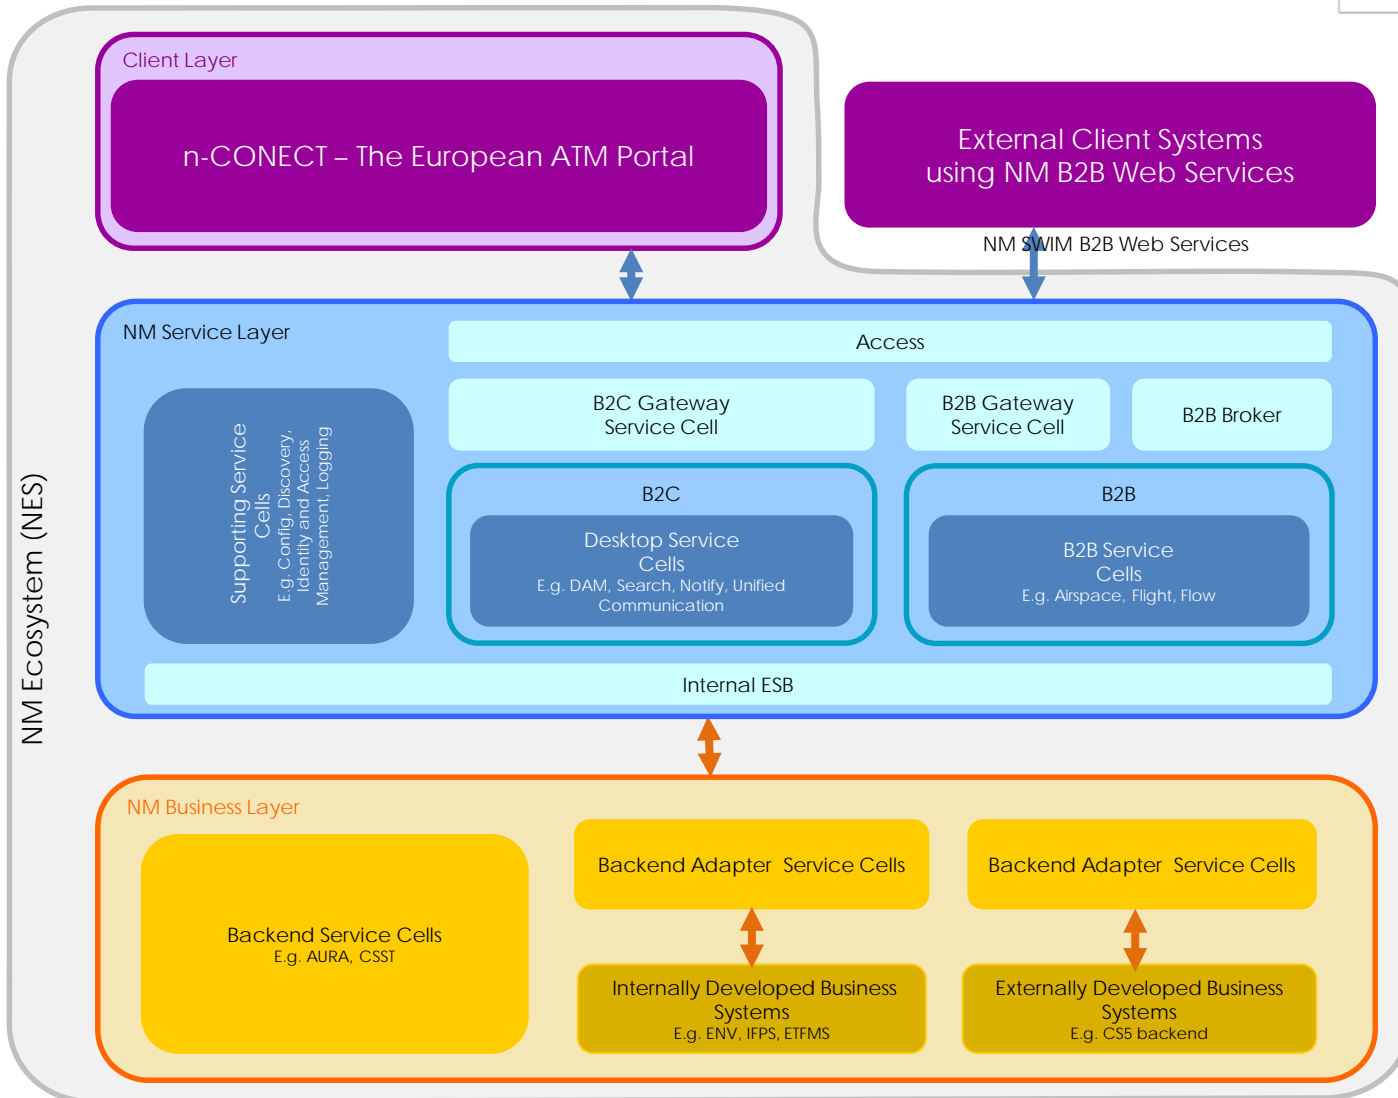 Client Layer
n-CONECT – The European ATM Portal
External Client Systems
using NM B2B Web Services
NM SWIM B2B Web Services
NM Ecosystem (NES)
NM Service Layer
Access
B2C Gateway
Service Cell
B2B Gateway
Service Cell
B2B Broker
Supporting Service
Cells
E.g. Config, Discovery,
Identity and Access
Management, Logging
B2C
Desktop Service
Cells
E.g. DAM, Search, Notify, Unified
Communication
B2B
B2B Service
Cells
E.g. Airspace, Flight, Flow
Internal ESB
NM Business Layer
Backend Service Cells
E.g. AURA, CSST
Backend Adapter Service Cells
Backend Adapter Service Cells
Internally Developed Business
Systems
E.g. ENV, IFPS, ETFMS
Externally Developed Business
Systems
E.g. CS5 backend